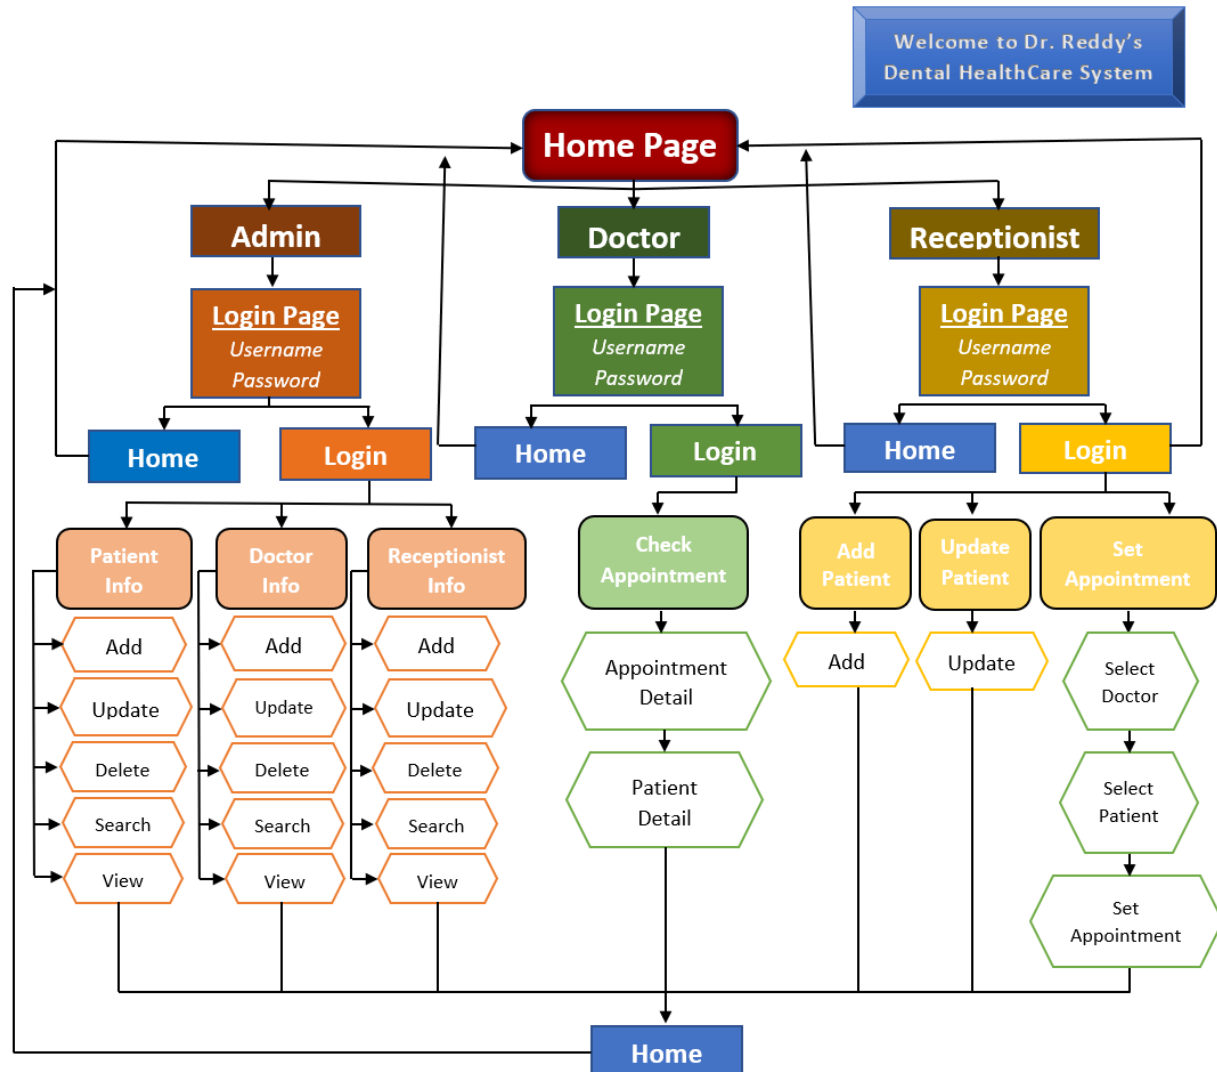 Welcome to Dr. Reddy's
Dental HealthCare System
Home Page
Admin
Doctor
Receptionist
Login Page
Username
Password
Login Page
Username
Password
Login Page
Username
Password
Home
Login
Home
Login
Home
Login
Patient
Info
Doctor
Info
Receptionist
Info
Check
Appointment
Add
Patient
Update
Patient
Set
Appointment
Add
Add
Add
Appointment
Detail
Add
Update
Select
Doctor
Update
Update
Update
Delete
Delete
Delete
Patient
Detail
Select
Patient
Search
Search
Search
View
View
View
Set
Appointment
Home